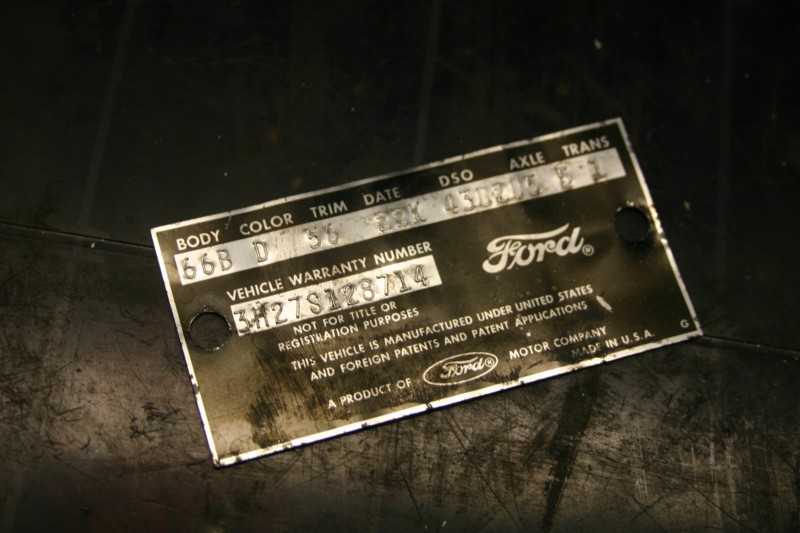 BODY COLOR TRIM DATE DSO AXLE TRANS
66B D 56 1
VEHICLE WARRANTY NUMBER
3H27S128714
Ford®
NOT FOR TITLE OR
REGISTRATION PURPOSES
THIS VEHICLE IS MANUFACTURED UNDER UNITED STATES
AND FOREIGN PATENTS AND PATENT APPLICATIONS
A PRODUCT OF Ford® MOTOR COMPANY
MADE IN U.S.A.
G